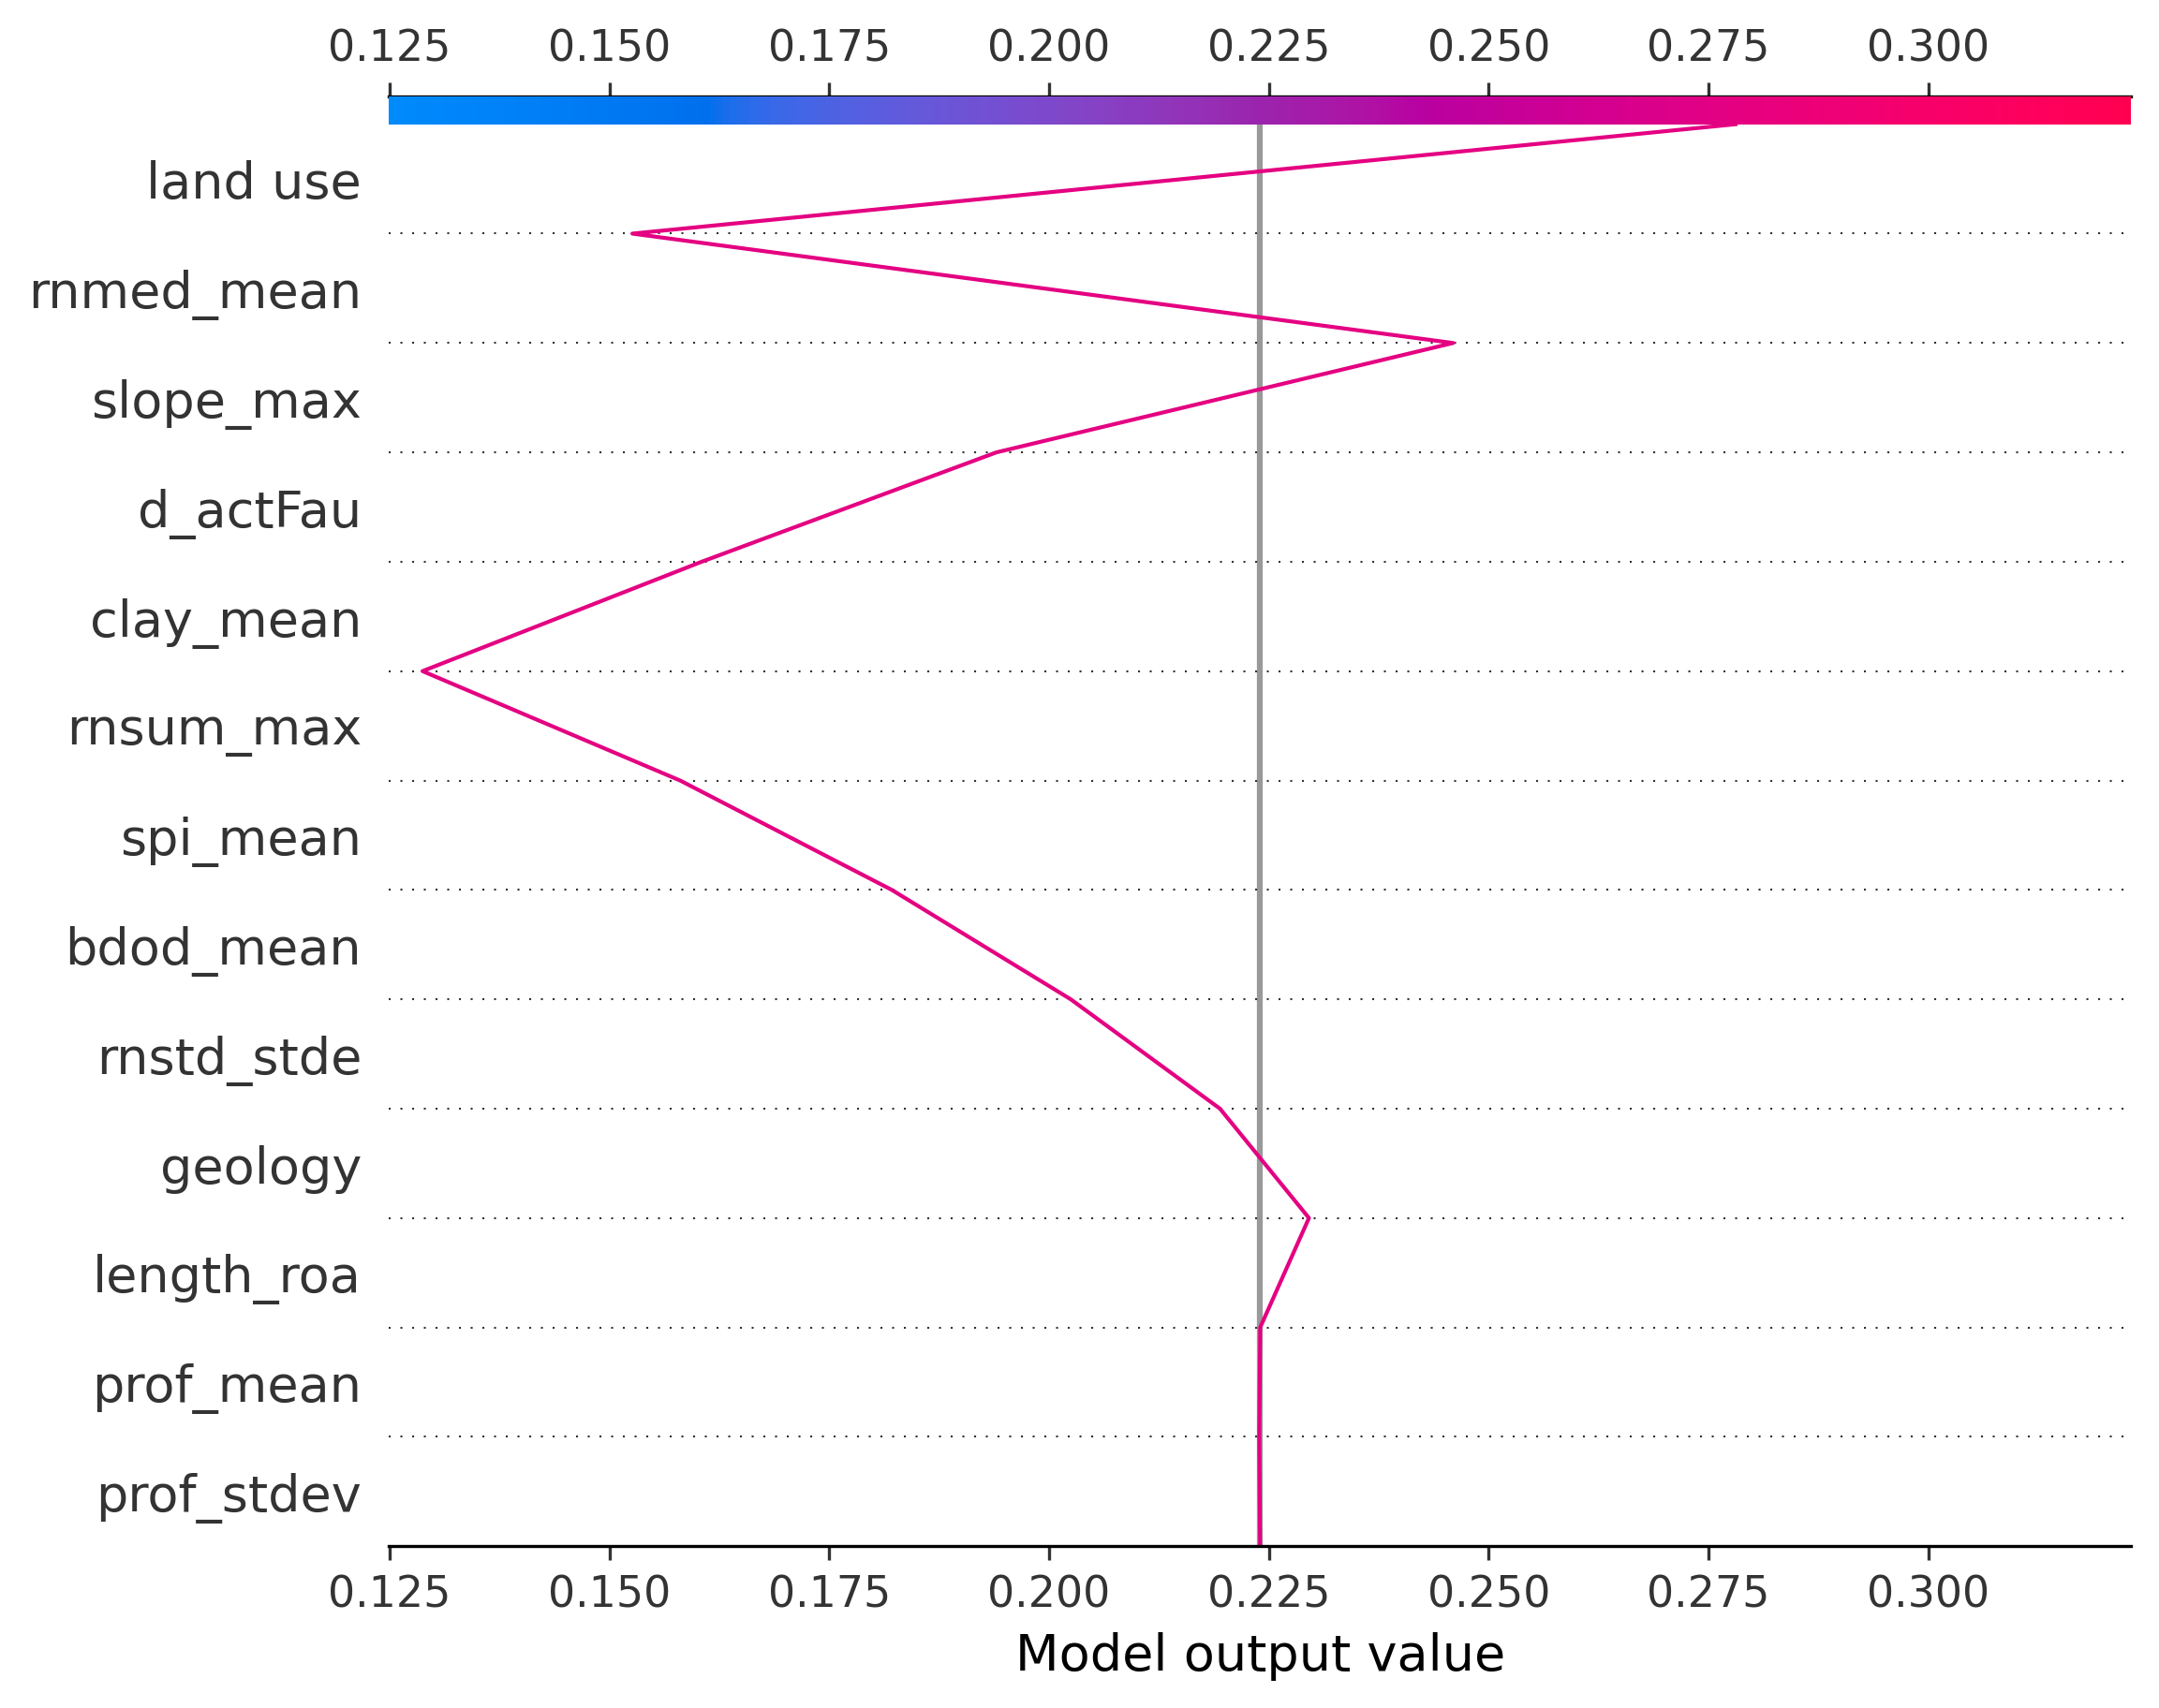 0.125 0.150 0.175 0.200 0.225 0.250 0.275 0.300
land use
rnmed_mean
slope_max
d_actFau
clay_mean
rnsum_max
spi_mean
bdod_mean
rnstd_stde
geology
length_roa
prof_mean
prof_stdev
0.125 0.150 0.175 0.200 0.225 0.250 0.275 0.300
Model output value